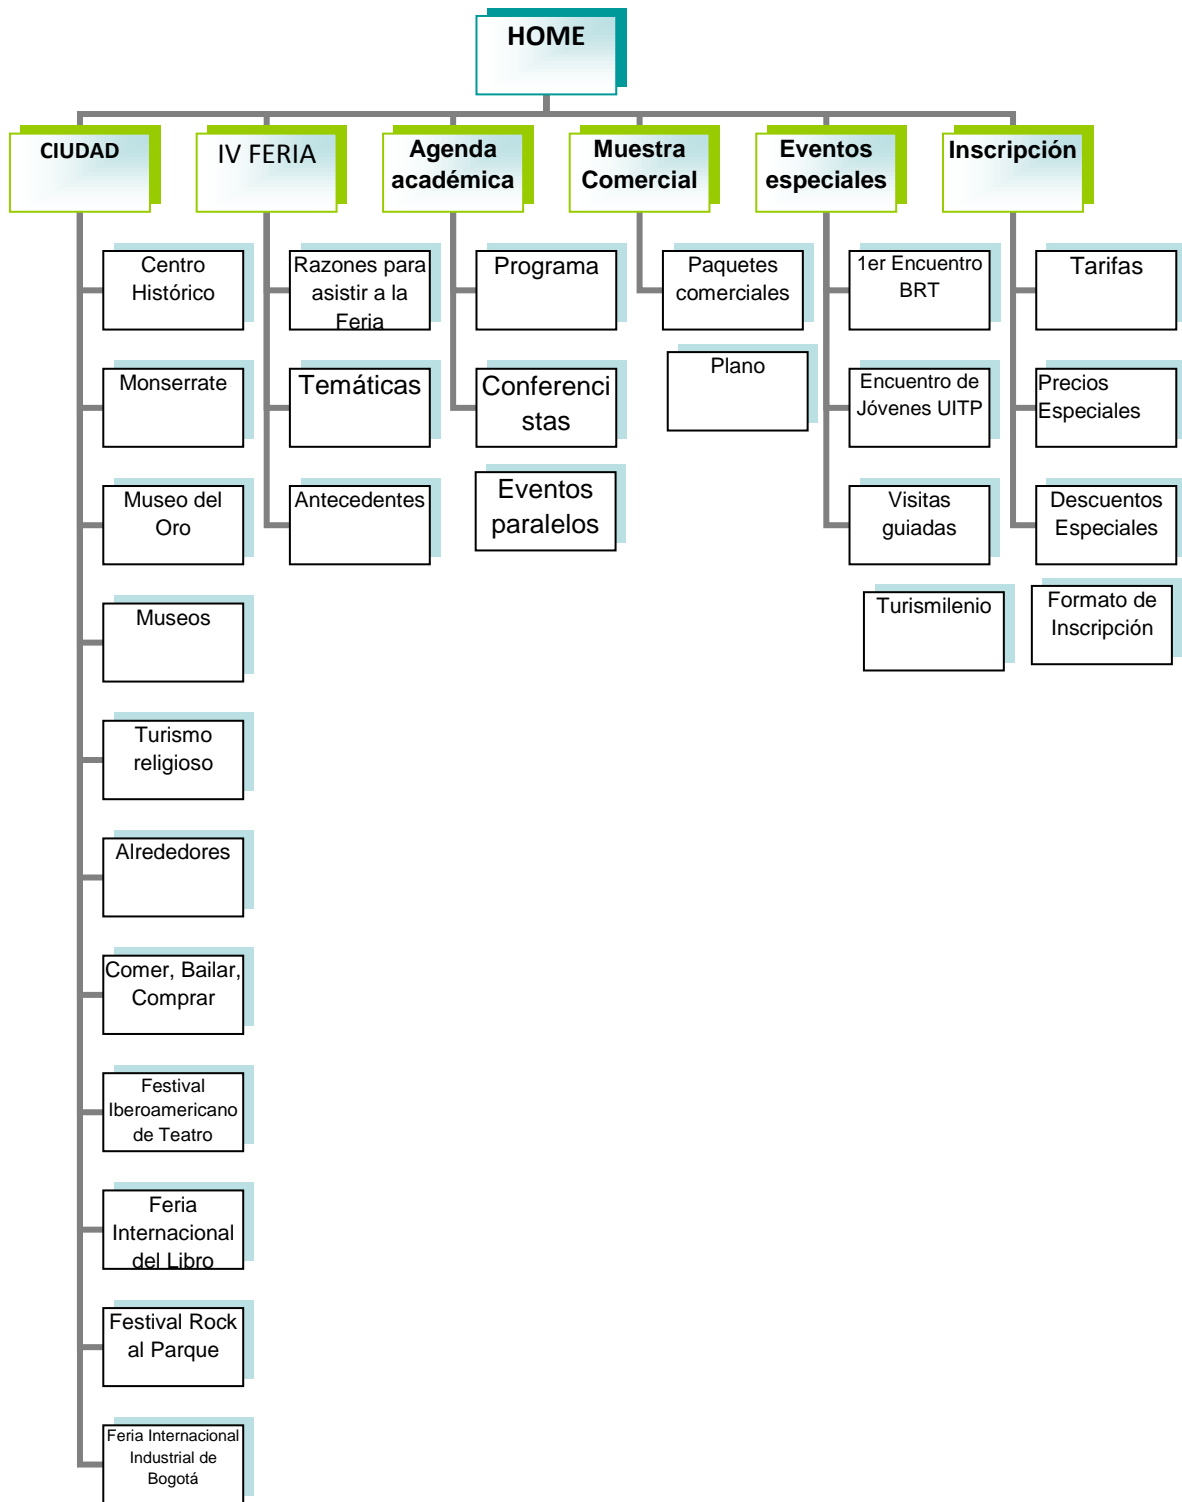 HOME
CIUDAD
IV FERIA
Agenda
académica
Muestra
Comercial
Eventos
especiales
Inscripción
Centro
Histórico
Monserrate
Museo del
Oro
Museos
Turismo
religioso
Alrededores
Comer, Bailar,
Comprar
Festival
Iberoamericano
de Teatro
Feria
Internacional
del Libro
Festival Rock
al Parque
Feria Internacional
Industrial de
Bogotá
Razones para
asistir a la
Feria
Temáticas
Antecedentes
Programa
Conferenci
stas
Eventos
paralelos
Paquetes
comerciales
Plano
1er Encuentro
BRT
Encuentro de
Jóvenes UITP
Visitas
guiadas
Turismilenio
Tarifas
Precios
Especiales
Descuentos
Especiales
Formato de
Inscripción